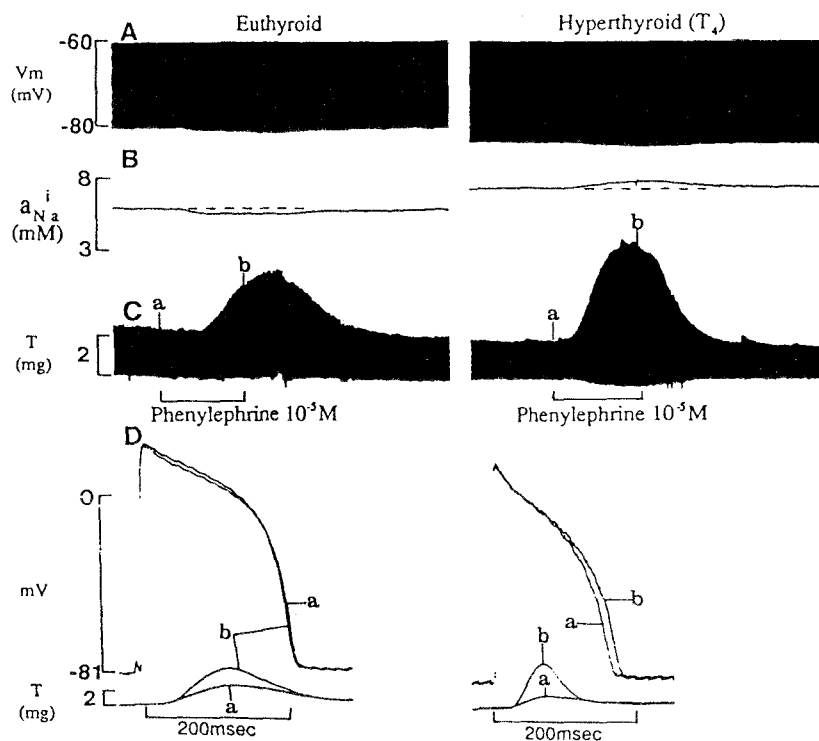 A
Euthyroid
Hyperthyroid (T4)
-60
Vm
(mV)
-80
B
8
a i Na
(mM)
3
b
b
a
a
C
T
(mg)
2
Phenylephrine 10-5M
Phenylephrine 10-5M
D
0
mV
-81
a
b
b
a
b
a
a
T
(mg)
2
200msec
200msec